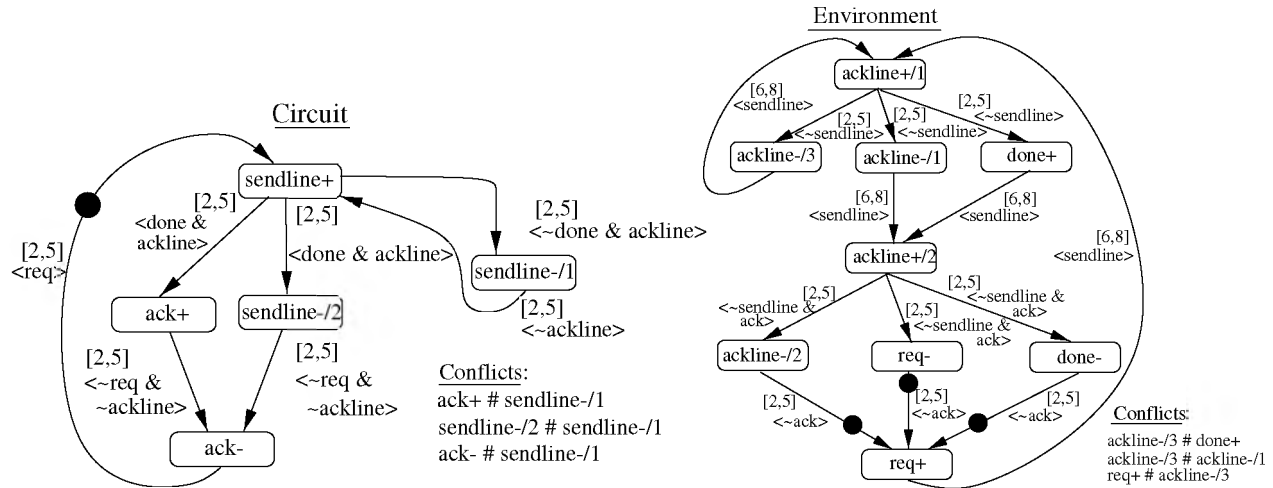 Circuit
sendline+
[2,5]
<done &
ackline>
[2,5]
<done & ackline>
[2,5]
<~done & ackline>
[2,5]
<req>
sendline-/1
[2,5]
<~ackline>
ack+
sendline-/2
[2,5]
<~req &
~ackline>
[2,5]
<~req &
~ackline>
ack-
Conflicts:
ack+ # sendline-/1
sendline-/2 # sendline-/1
ack- # sendline-/1
Environment
ackline+/1
[6,8]
<sendline>
[2,5]
<~sendline>
[2,5]
<~sendline>
[2,5]
<~sendline>
ackline-/3
ackline-/1
done+
[6,8]
<sendline>
[6,8]
<sendline>
[6,8]
<sendline>
ackline+/2
[2,5]
<~sendline &
ack>
[2,5]
<~sendline &
ack>
[2,5]
<~sendline &
ack>
ackline-/2
req-
done-
[2,5]
<~ack>
[2,5]
<~ack>
[2,5]
<~ack>
req+
Conflicts:
ackline-/3 # done+
ackline-/3 # ackline-/1
req+ # ackline-/3